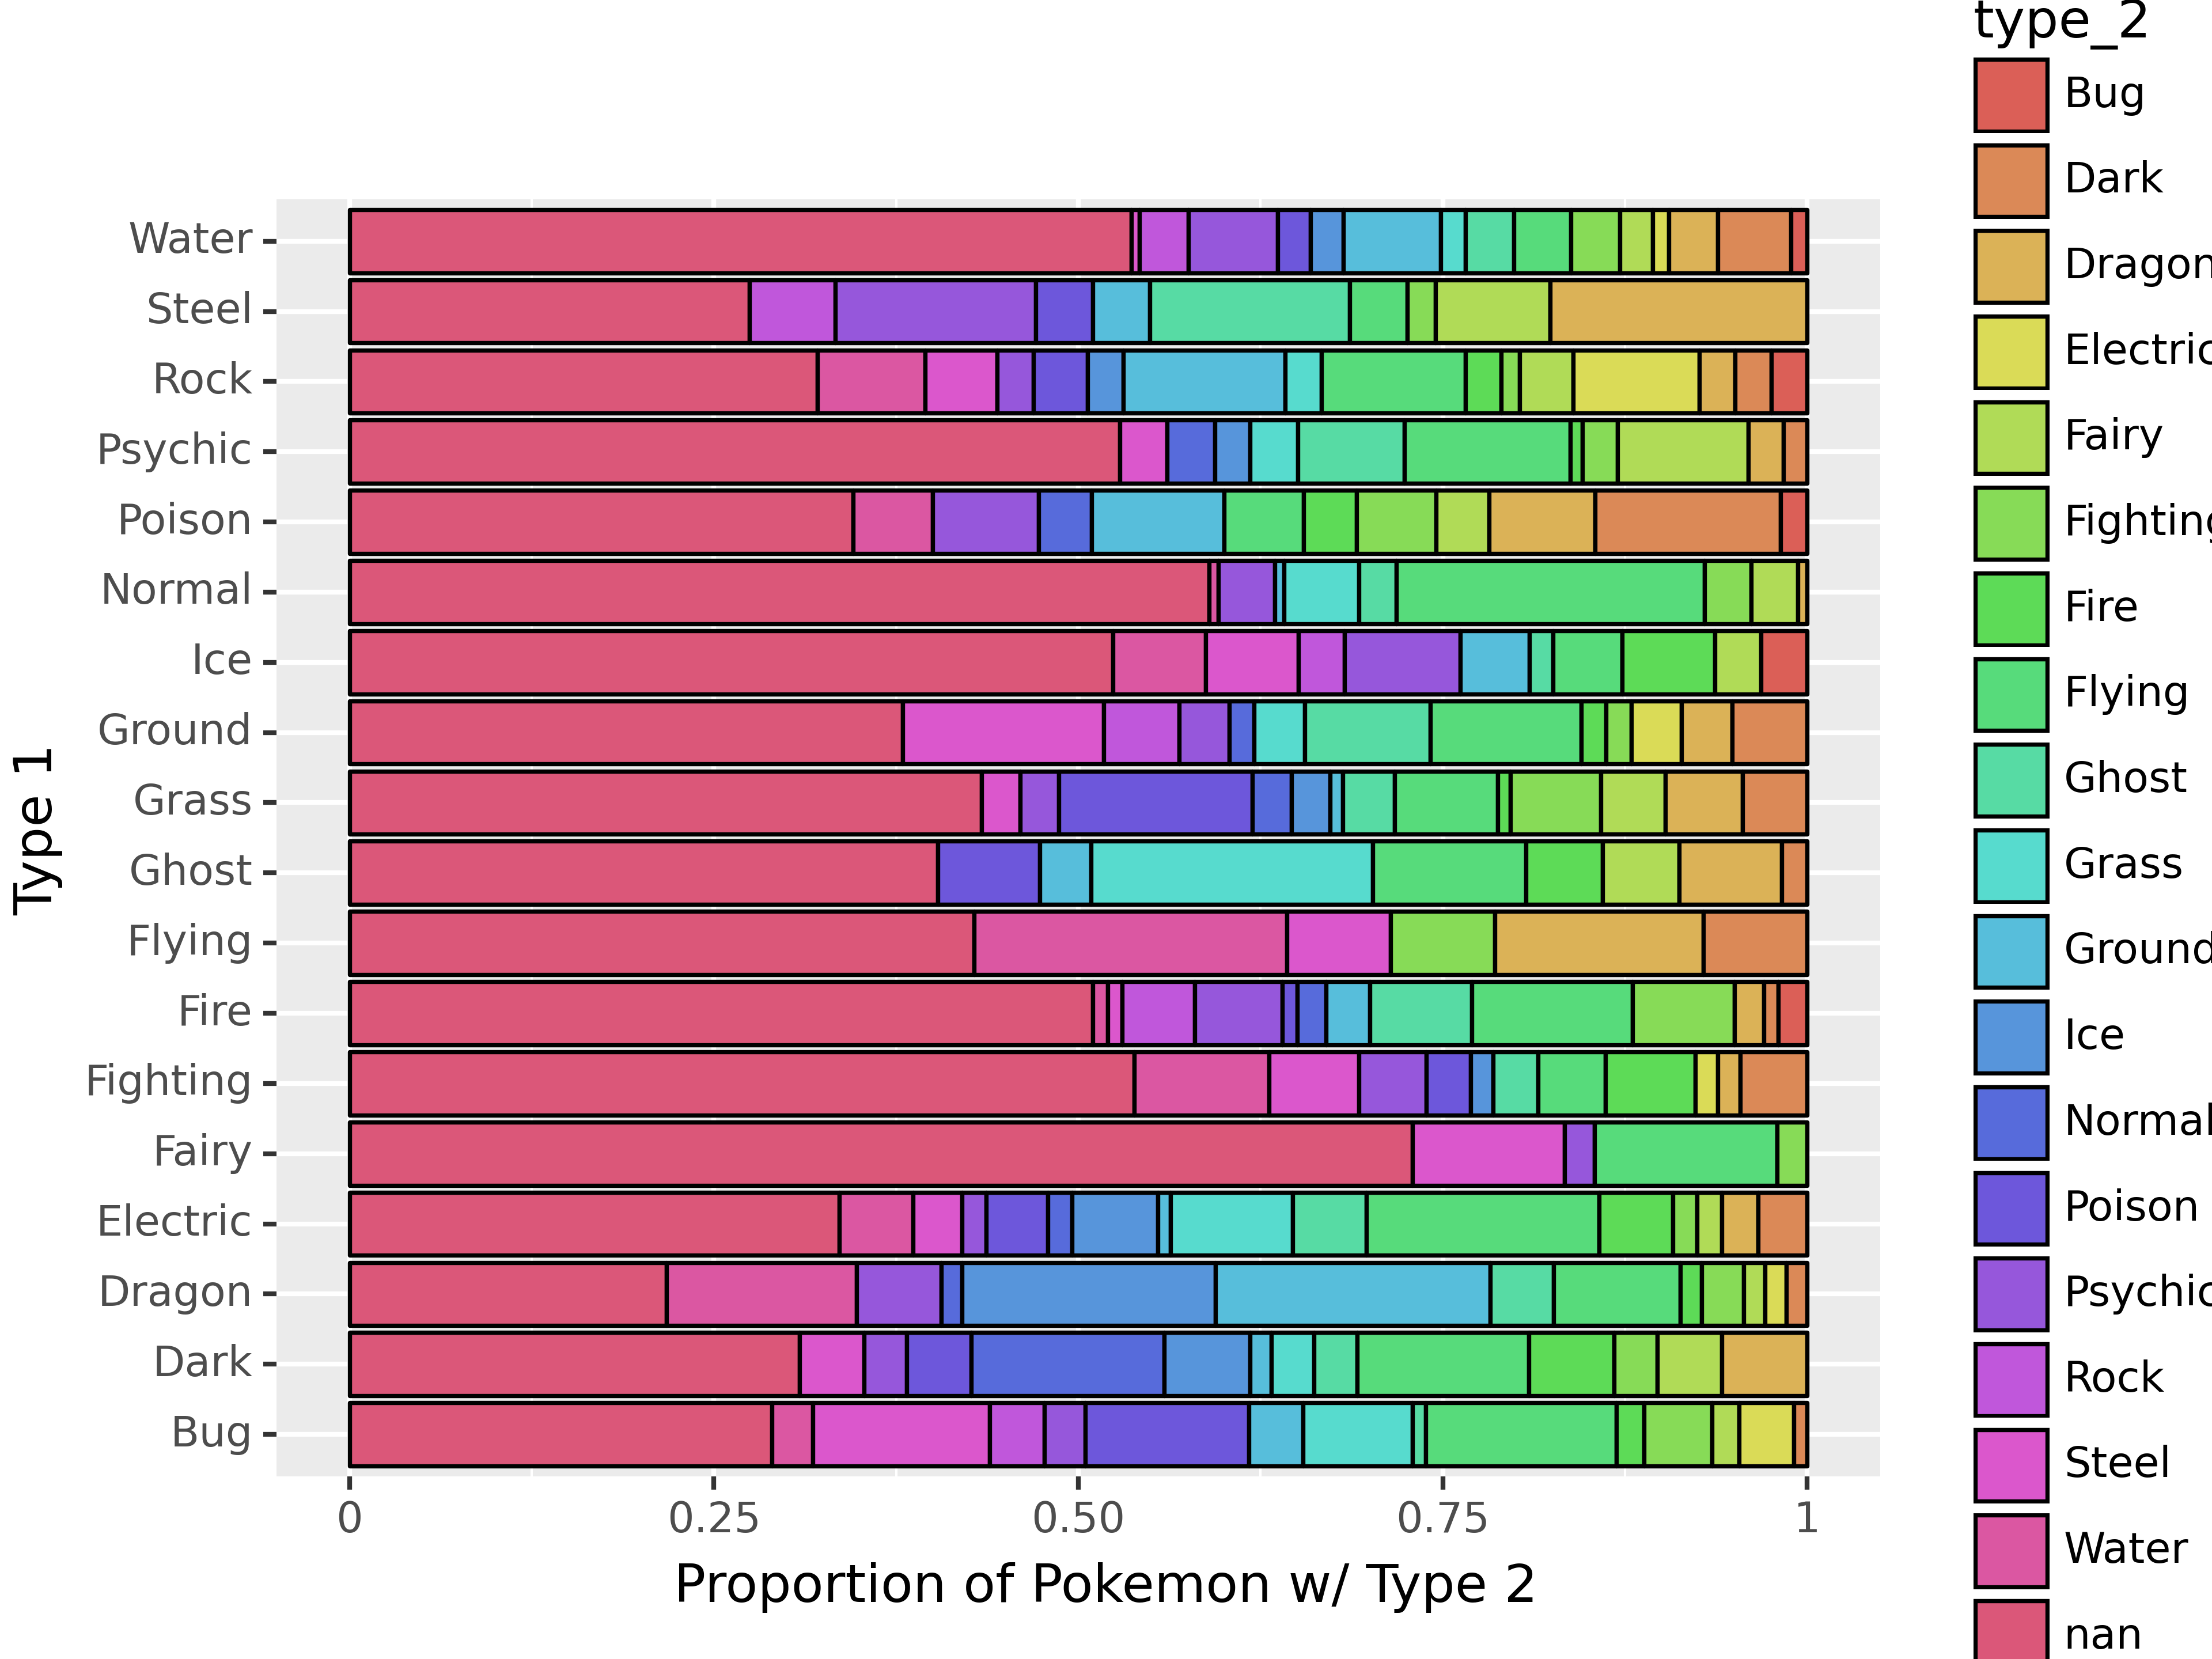 type_2
Bug
Dark
Dragon
Electric
Fairy
Fighting
Fire
Flying
Ghost
Grass
Ground
Ice
Normal
Poison
Psychic
Rock
Steel
Water
nan
Type 1
Water
Steel
Rock
Psychic
Poison
Normal
Ice
Ground
Grass
Ghost
Flying
Fire
Fighting
Fairy
Electric
Dragon
Dark
Bug
0 0.25 0.50 0.75 1
Proportion of Pokemon w/ Type 2